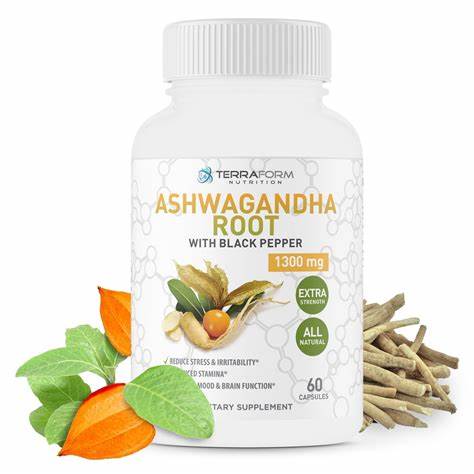 TERRAFORM
NUTRITION
ASHWAGANDHA
ROOT
WITH BLACK PEPPER
1300 mg
EXTRA
STRENGTH
ALL
NATURAL
✓ REDUCE STRESS & IRRITABILITY*
STAMINA*
MOOD & BRAIN FUNCTION*
60
CAPSULES
SUPPLEMENT